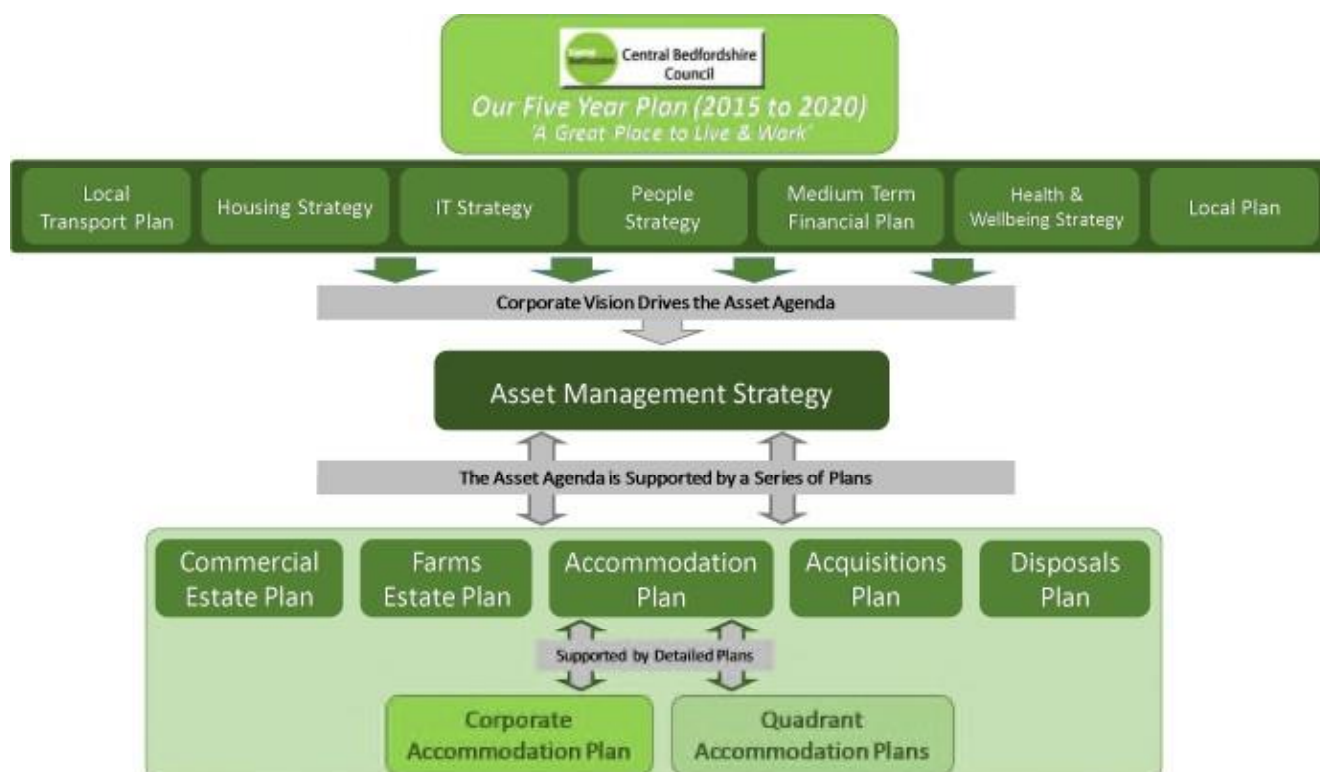 Central Bedfordshire
Council
Our Five Year Plan (2015 to 2020)
'A Great Place to Live & Work'
Local
Transport Plan
Housing Strategy
IT Strategy
People
Strategy
Medium Term
Financial Plan
Health &
Wellbeing Strategy
Local Plan
Corporate Vision Drives the Asset Agenda
Asset Management Strategy
The Asset Agenda is Supported by a Series of Plans
Commercial
Estate Plan
Farms
Estate Plan
Accommodation
Plan
Acquisitions
Plan
Disposals
Plan
Supported by Detailed Plans
Corporate
Accommodation Plan
Quadrant
Accommodation Plans